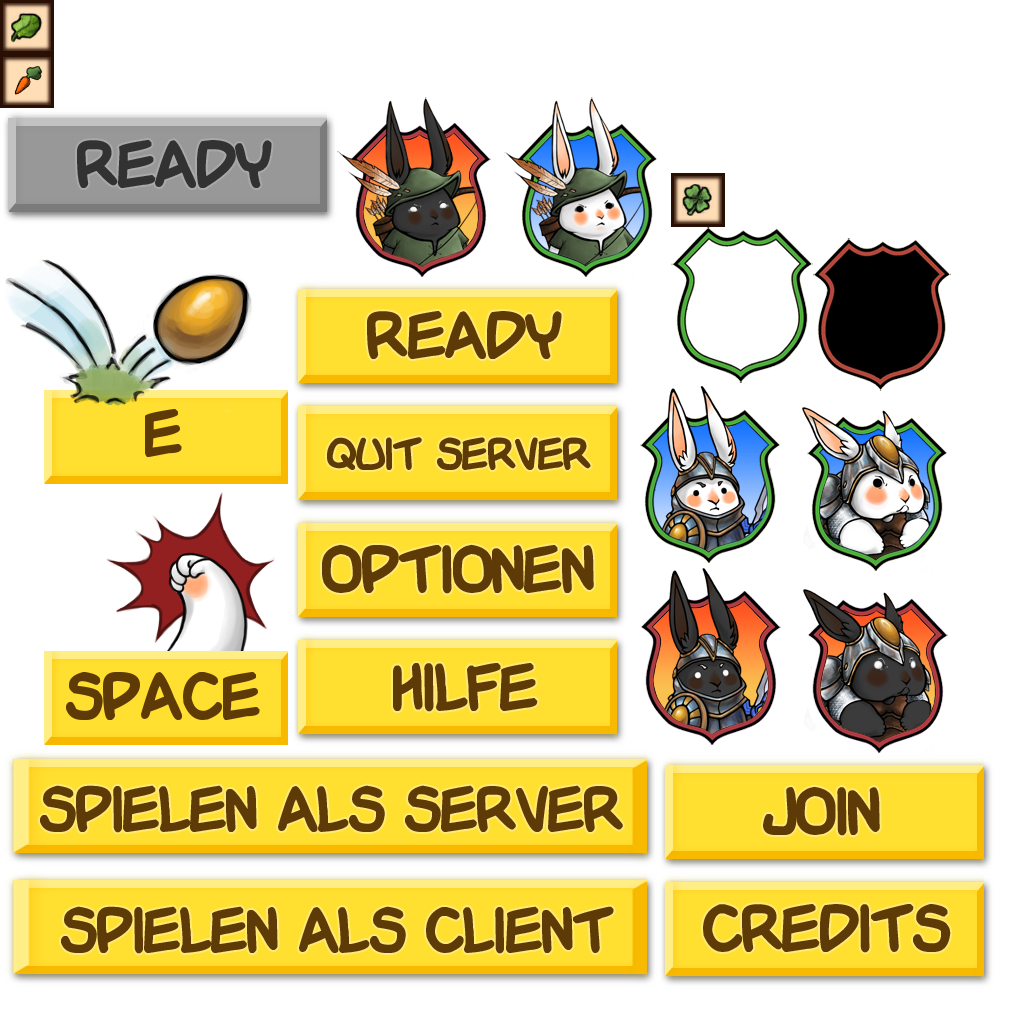 READY
READY
E
QUIT SERVER
OPTIONEN
SPACE
HILFE
SPIELEN ALS SERVER
JOIN
SPIELEN ALS CLIENT
CREDITS